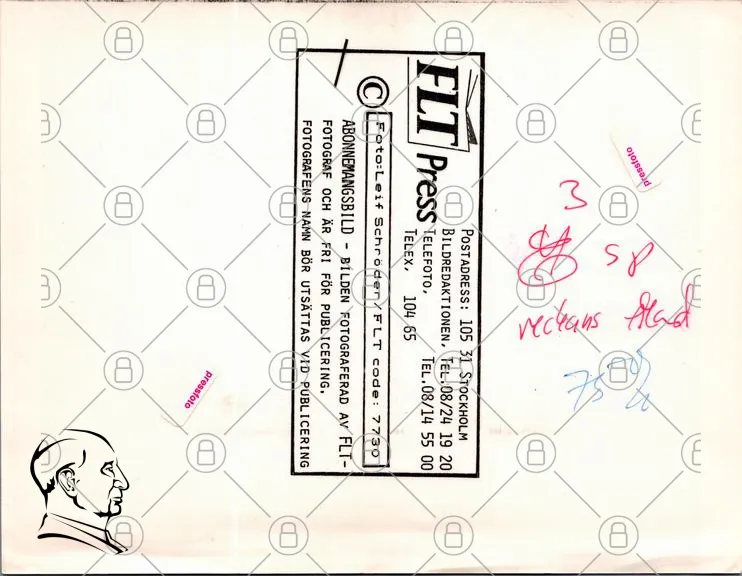 FLT Press
POSTADRESS: 105 31 STOCKHOLM
BILDREDAKTIONEN, TEL.08/24 19 20
TELEFOTO, TEL.08/14 55 00
TELEX, 104 65
© Foto: Leif Schröder/FLT code: 7730
ABONNEMANGSBILD - BILDEN FOTOGRAFERAD AV FLT-
FOTOGRAF OCH ÄR FRI FÖR PUBLICERING.
FOTOGRAFENS NAMN BÖR UTSÄTTAS VID PUBLICERING
pressfoto
pressfoto
3
sp
veckans
75